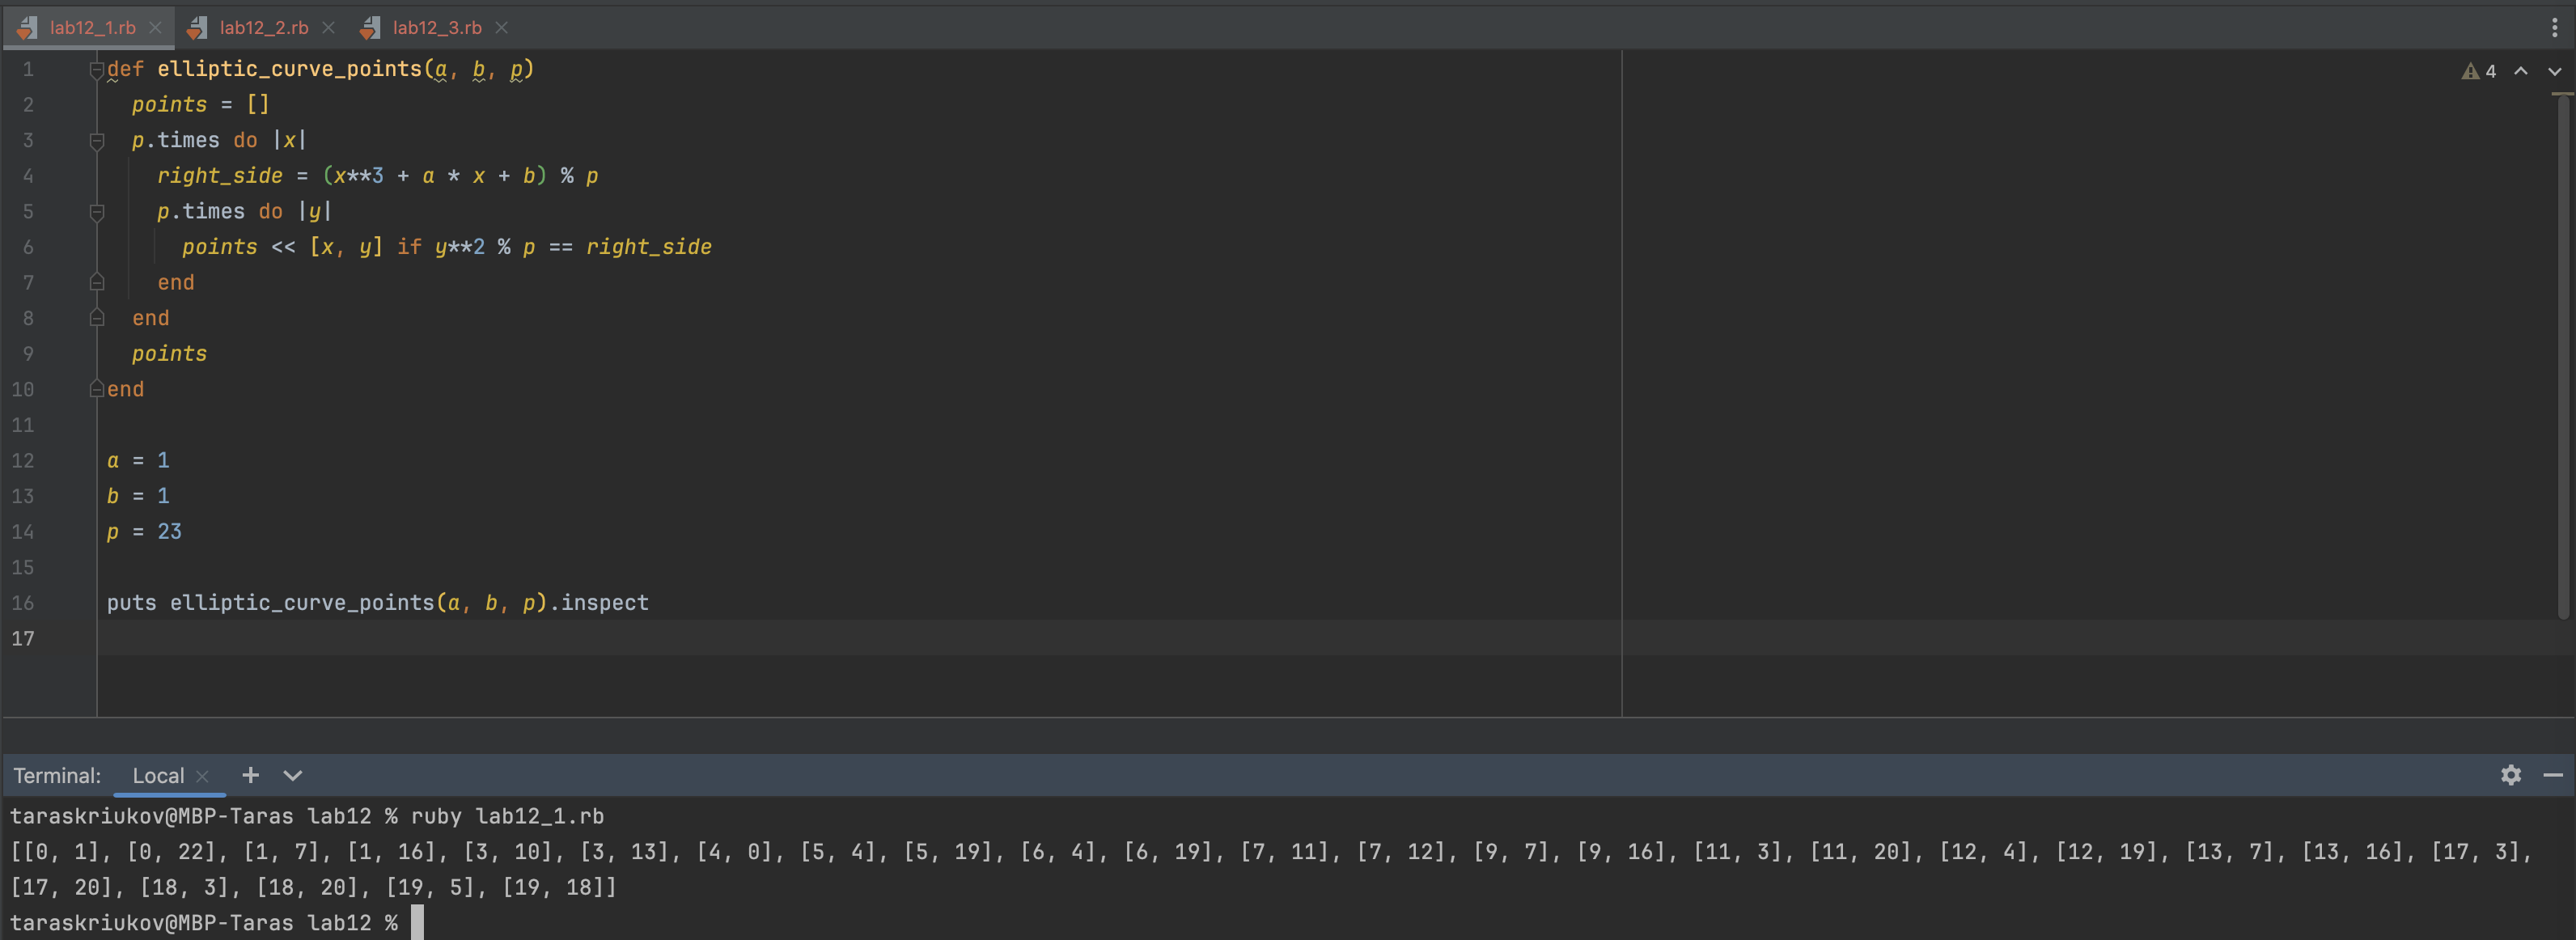 lab12_1.rb lab12_2.rb lab12_3.rb
1 def elliptic_curve_points(a, b, p) 4
2   points = []
3   p.times do |x|
4     right_side = (x**3 + a * x + b) % p
5     p.times do |y|
6       points << [x, y] if y**2 % p == right_side
7     end
8   end
9   points
10 end
11
12 a = 1
13 b = 1
14 p = 23
15
16 puts elliptic_curve_points(a, b, p).inspect
17
Terminal: Local
taraskriukov@MBP-Taras lab12 % ruby lab12_1.rb
[[0, 1], [0, 22], [1, 7], [1, 16], [3, 10], [3, 13], [4, 0], [5, 4], [5, 19], [6, 4], [6, 19], [7, 11], [7, 12], [9, 7], [9, 16], [11, 3], [11, 20], [12, 4], [12, 19], [13, 7], [13, 16], [17, 3],
[17, 20], [18, 3], [18, 20], [19, 5], [19, 18]]
taraskriukov@MBP-Taras lab12 %